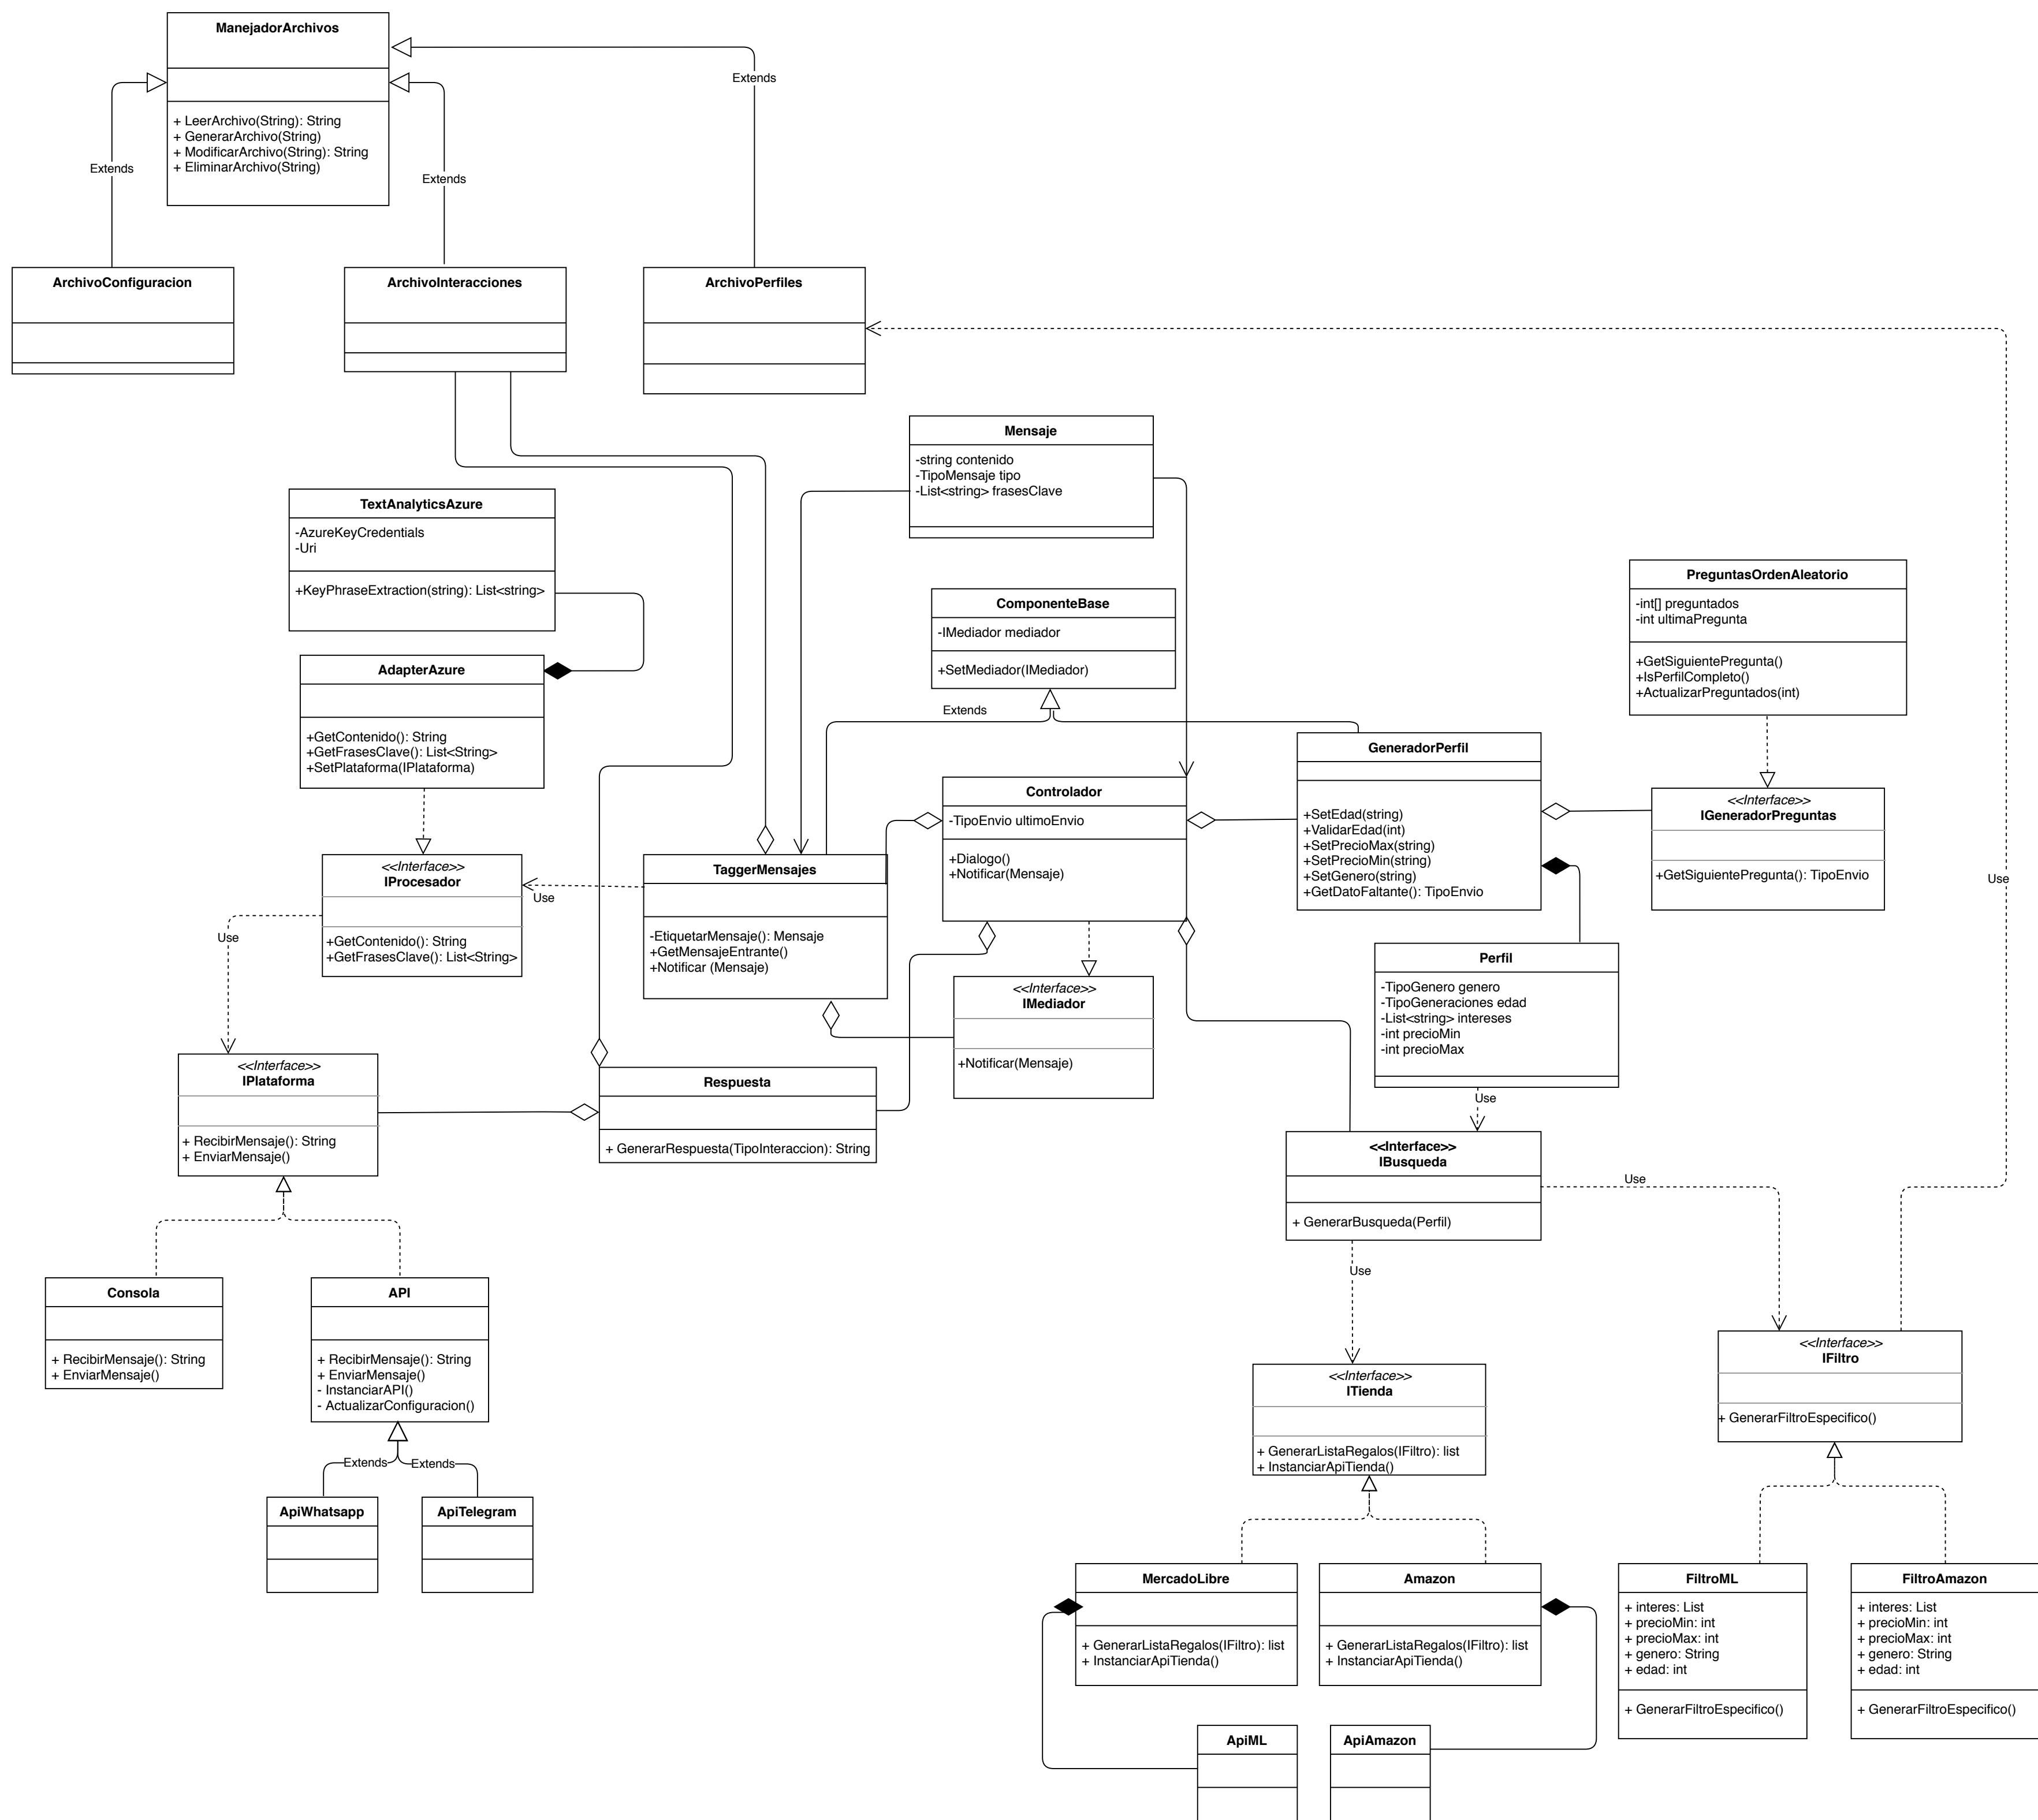 ManejadorArchivos
+ LeerArchivo(String): String
+ GenerarArchivo(String)
+ ModificarArchivo(String): String
+ EliminarArchivo(String)
Extends
Extends
Extends
ArchivoConfiguracion
ArchivoInteracciones
ArchivoPerfiles
Mensaje
-string contenido
-TipoMensaje tipo
-List<string> frasesClave
TextAnalyticsAzure
-AzureKeyCredentials
-Uri
+KeyPhraseExtraction(string): List<string>
ComponenteBase
-IMediador mediador
+SetMediador(IMediador)
Extends
PreguntasOrdenAleatorio
-int[] preguntados
-int ultimaPregunta
+GetSiguientePregunta()
+IsPerfilCompleto()
+ActualizarPreguntados(int)
AdapterAzure
+GetContenido(): String
+GetFrasesClave(): List<String>
+SetPlataforma(IPlataforma)
GeneradorPerfil
+SetEdad(string)
+ValidarEdad(int)
+SetPrecioMax(string)
+SetPrecioMin(string)
+SetGenero(string)
+GetDatoFaltante(): TipoEnvio
Controlador
-TipoEnvio ultimoEnvio
+Dialogo()
+Notificar(Mensaje)
<<Interface>>
IGeneradorPreguntas
+GetSiguientePregunta(): TipoEnvio
Use
<<Interface>>
IProcesador
+GetContenido(): String
+GetFrasesClave(): List<String>
Use
TaggerMensajes
-EtiquetarMensaje(): Mensaje
+GetMensajeEntrante()
+Notificar (Mensaje)
Use
Perfil
-TipoGenero genero
-TipoGeneraciones edad
-List<string> intereses
-int precioMin
-int precioMax
Use
<<Interface>>
IMediador
+Notificar(Mensaje)
<<Interface>>
IPlataforma
+ RecibirMensaje(): String
+ EnviarMensaje()
Respuesta
+ GenerarRespuesta(TipoInteraccion): String
<<Interface>>
IBusqueda
+ GenerarBusqueda(Perfil)
Use
Use
Consola
+ RecibirMensaje(): String
+ EnviarMensaje()
API
+ RecibirMensaje(): String
+ EnviarMensaje()
- InstanciarAPI()
- ActualizarConfiguracion()
Extends
Extends
ApiWhatsapp
ApiTelegram
<<Interface>>
ITienda
+ GenerarListaRegalos(IFiltro): list
+ InstanciarApiTienda()
<<Interface>>
IFiltro
+ GenerarFiltroEspecifico()
MercadoLibre
+ GenerarListaRegalos(IFiltro): list
+ InstanciarApiTienda()
Amazon
+ GenerarListaRegalos(IFiltro): list
+ InstanciarApiTienda()
FiltroML
+ interes: List
+ precioMin: int
+ precioMax: int
+ genero: String
+ edad: int
+ GenerarFiltroEspecifico()
FiltroAmazon
+ interes: List
+ precioMin: int
+ precioMax: int
+ genero: String
+ edad: int
+ GenerarFiltroEspecifico()
ApiML
ApiAmazon